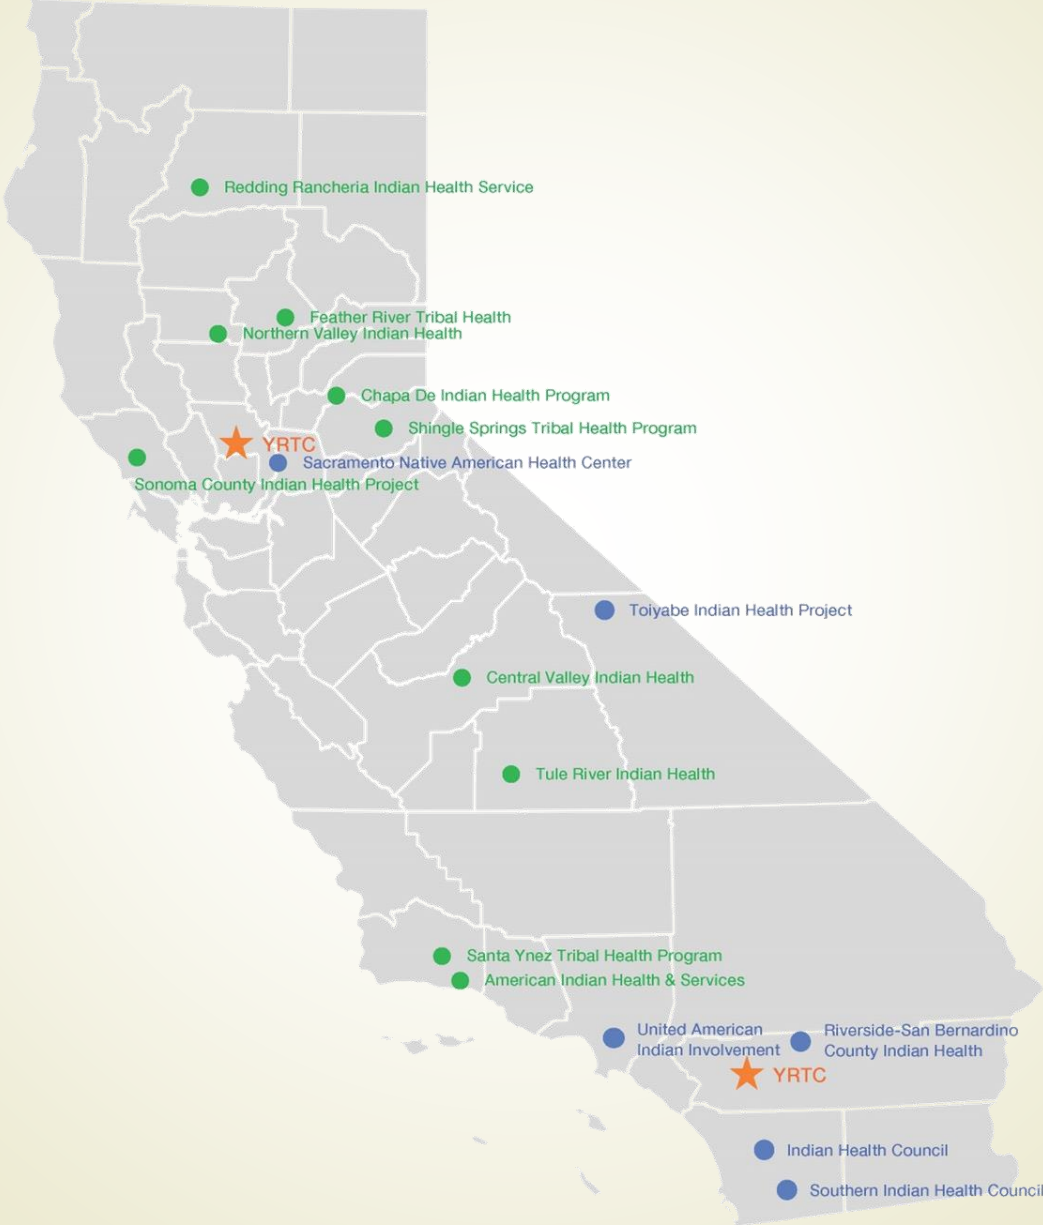 Redding Rancheria Indian Health Service
Feather River Tribal Health
Northern Valley Indian Health
Chapa De Indian Health Program
Shingle Springs Tribal Health Program
YRTC
Sacramento Native American Health Center
Sonoma County Indian Health Project
Toiyabe Indian Health Project
Central Valley Indian Health
Tule River Indian Health
Santa Ynez Tribal Health Program
American Indian Health & Services
United American
Indian Involvement
Riverside-San Bernardino
County Indian Health
YRTC
Indian Health Council
Southern Indian Health Council